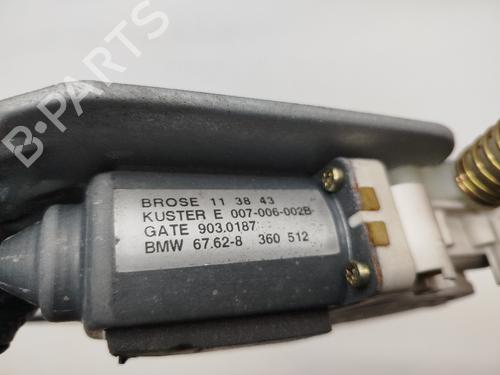 B-PARTS
BROSE 11 38 43
KUSTER E 007-006-002B
GATE 903.0187
BMW 67.62-8 360 512